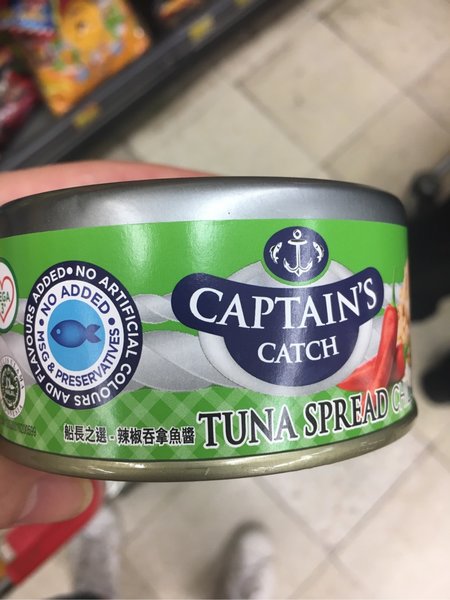 NO ARTIFICIAL COLOURS AND FLAVOURS ADDED
NO ADDED
MSG & PRESERVATIVES
CAPTAIN'S
CATCH
TUNA SPREAD
船長之選 - 辣椒吞拿魚醬